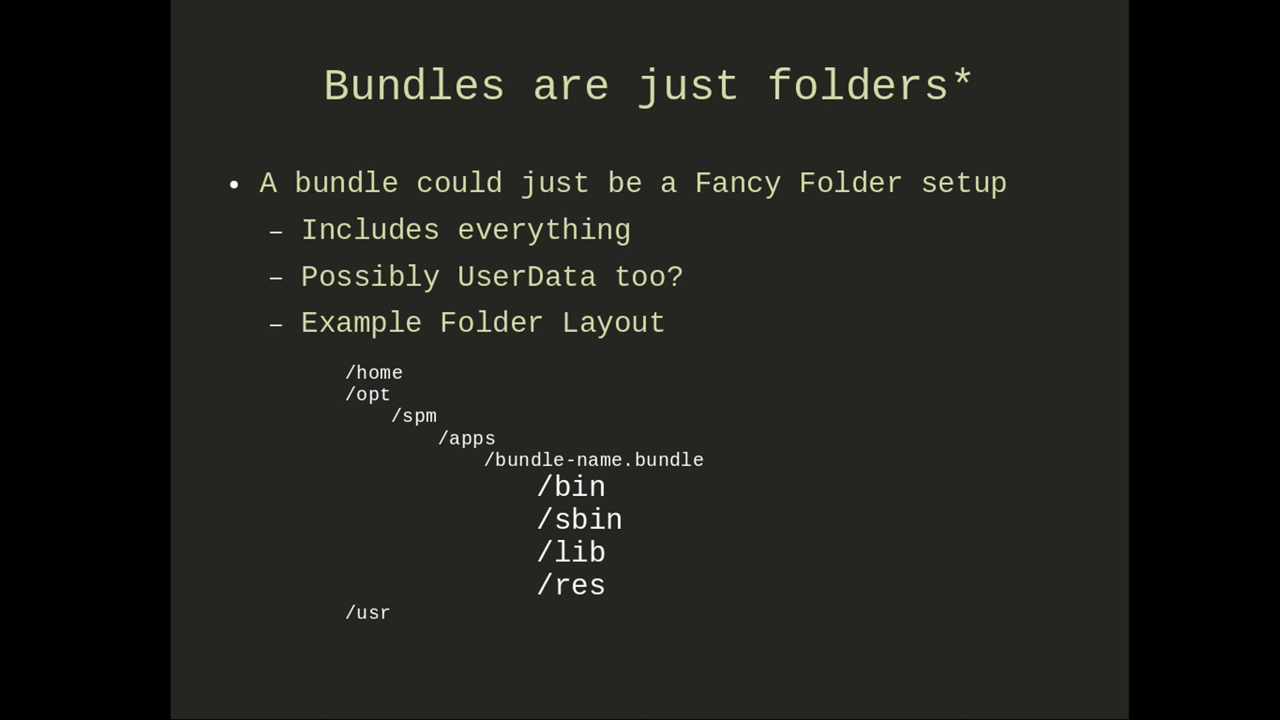 Bundles are just folders*
• A bundle could just be a Fancy Folder setup
– Includes everything
– Possibly UserData too?
– Example Folder Layout
/home
/opt
/spm
/apps
/bundle-name.bundle
/bin
/sbin
/lib
/res
/usr